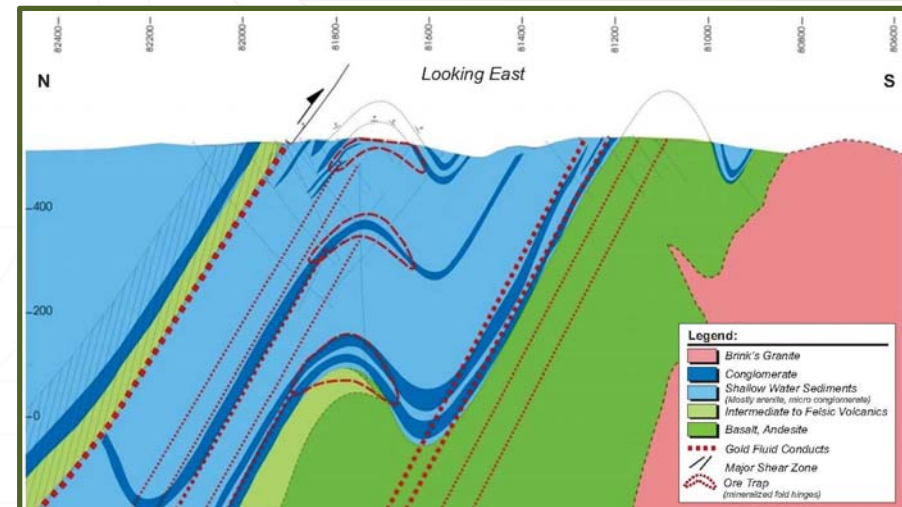 82400
82200
82000
81800
81600
81400
81200
81000
80800
80600
N
Looking East
S
400
200
0
Legend:
Brink's Granite
Conglomerate
Shallow Water Sediments
(Mostly arenite, micro conglomerate)
Intermediate to Felsic Volcanics
Basalt, Andesite
Gold Fluid Conducts
Major Shear Zone
Ore Trap
(mineralized fold hinges)